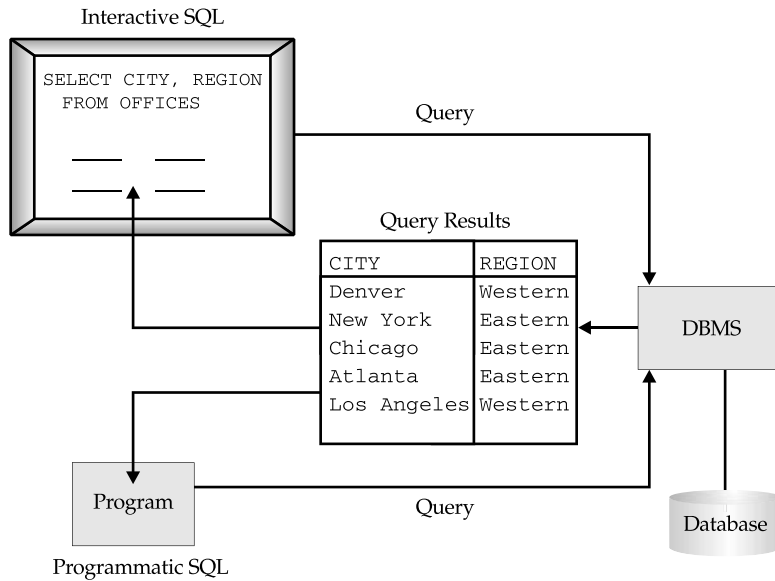 Interactive SQL
SELECT CITY, REGION
FROM OFFICES
Query
Query Results
CITY REGION
Denver Western
New York Eastern
Chicago Eastern
Atlanta Eastern
Los Angeles Western
DBMS
Program
Query
Database
Programmatic SQL